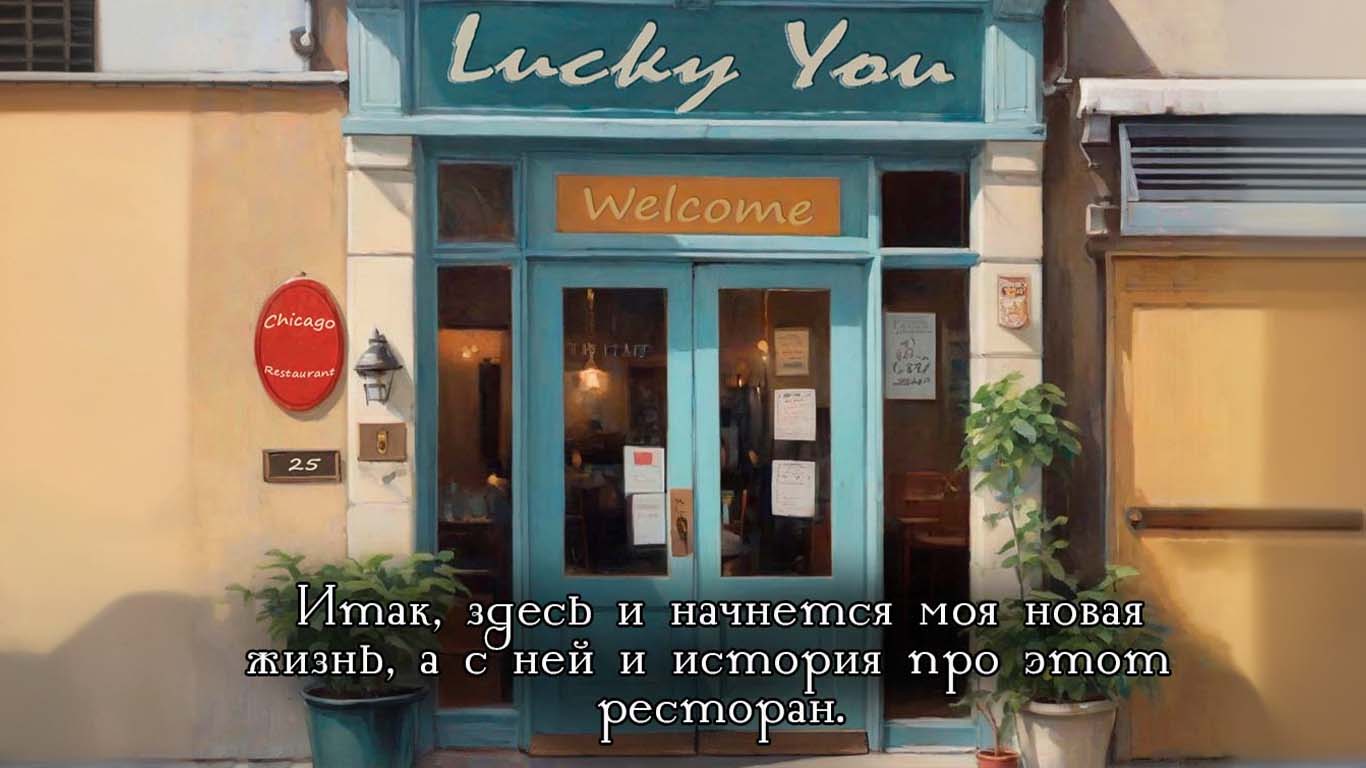 Lucky You
Welcome
Chicago
Restaurant
25
Итак, здесь и начнется моя новая
жизнь, а с ней и история про этот
ресторан.